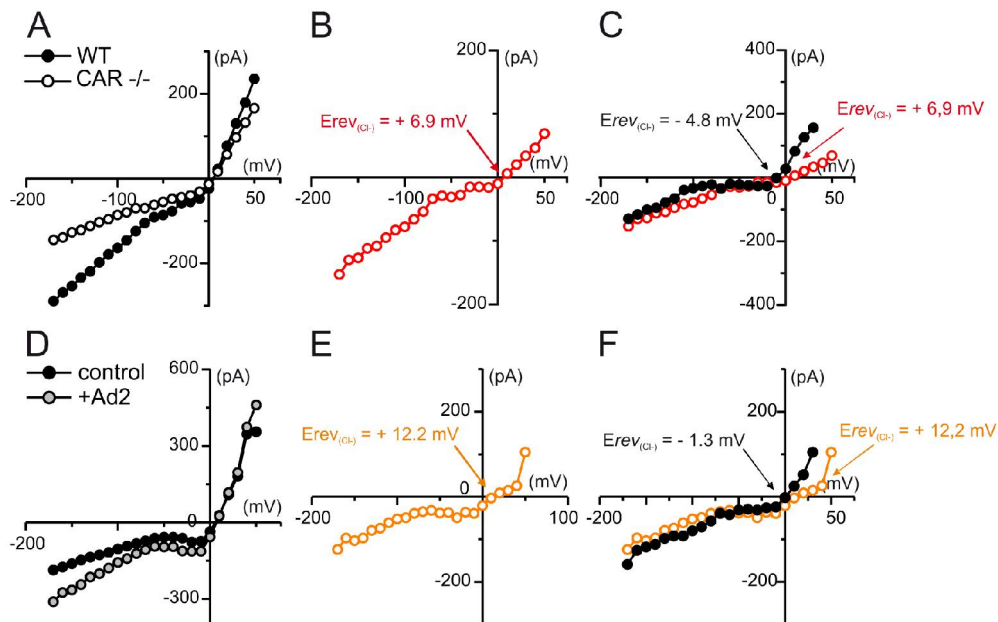 A
WT
CAR -/-
(pA)
200
(mV)
-100
50
-200
B
200
(pA)
Erev(Cl-) = + 6.9 mV
(mV)
-100
50
-200
C
400
(pA)
Erev(Cl-) = - 4.8 mV
200
Erev(Cl-) = + 6,9 mV
(mV)
-200
0
50
-200
-400
D
control
+Ad2
600
(pA)
300
0
(mV)
-200
50
-300
E
(pA)
200
Erev(Cl-) = + 12.2 mV
(mV)
0
-200
100
-200
F
(pA)
200
Erev(Cl-) = - 1.3 mV
Erev(Cl-) = + 12,2 mV
mV)
-200
50
-200